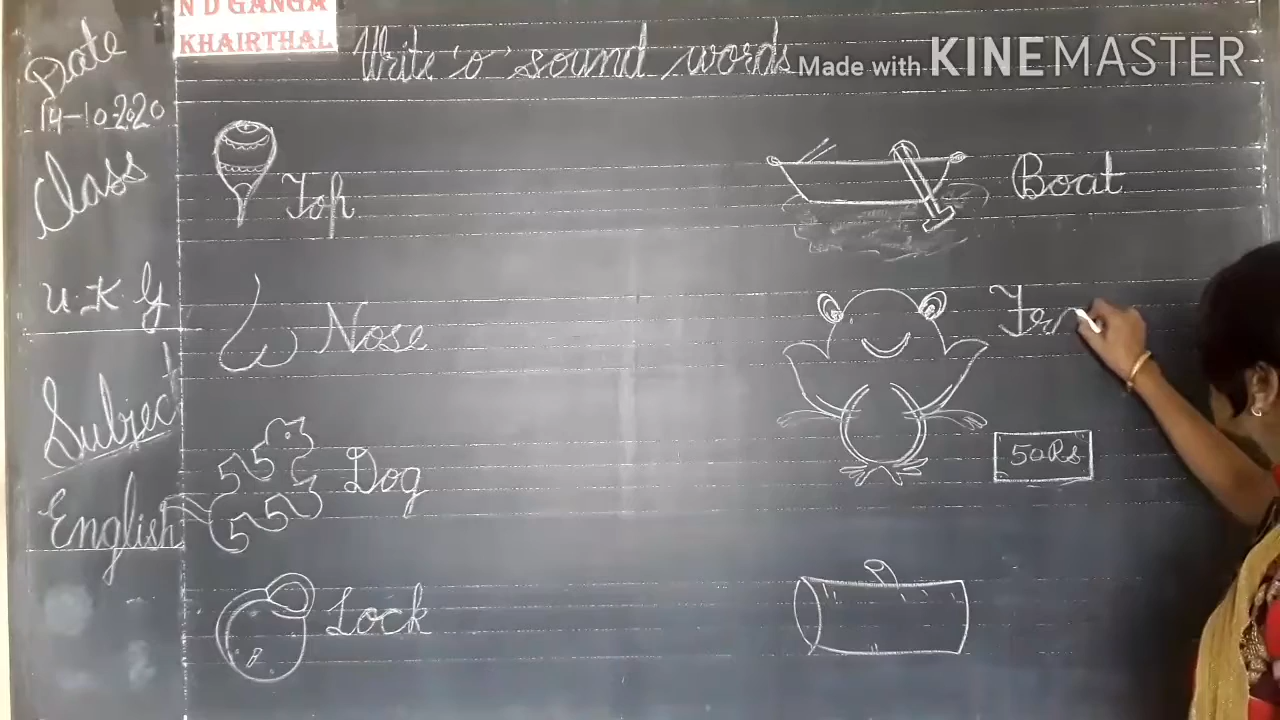 N D GANGA
KHAIRTHAL
Write 'o' sound words
Made with KINEMASTER
Date
14-10-2020
Class
U.K.G
Subject
English
Top
Nose
Dog
Lock
Boat
Fro
50Rs